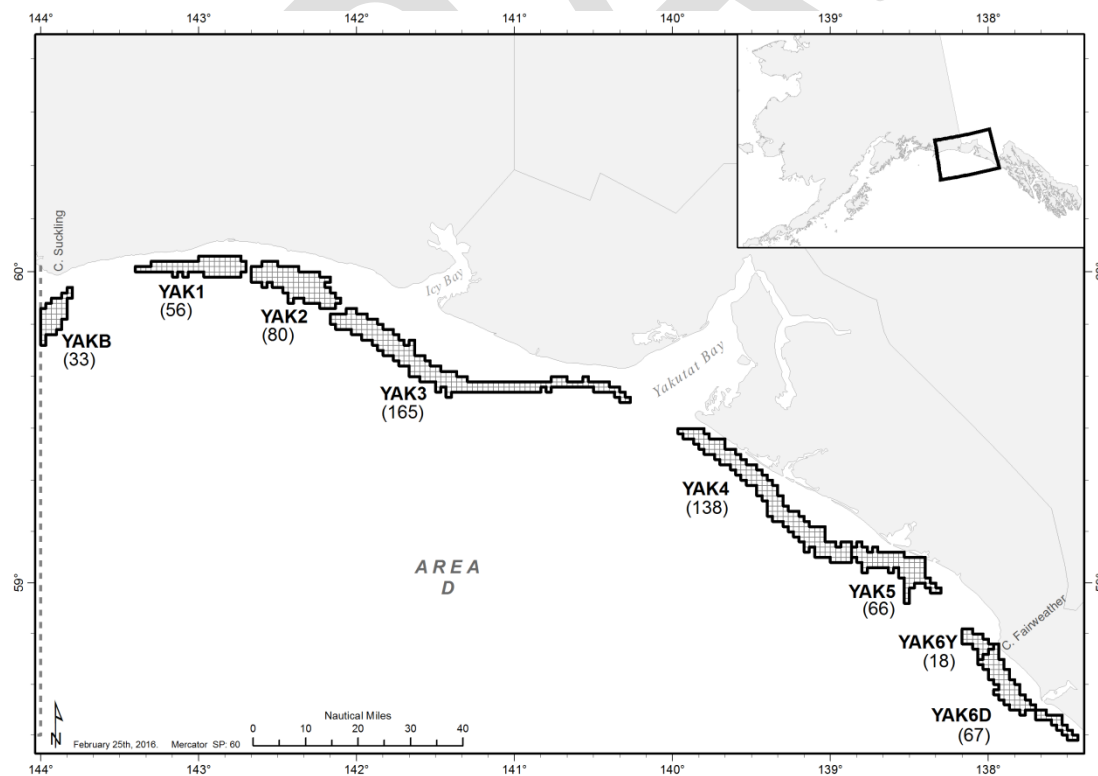 144° 142° 141° 140° 139° 138°
C. Suckling
60°
60°
YAK1
(56)
Icy Bay
YAK2
(80)
YAKB
(33)
YAK3
(165)
Yakutat Bay
YAK4
(138)
AREA
D
59°
59°
YAK5
(66)
C. Fairweather
YAK6Y
(18)
YAK6D
(67)
Nautical Miles
0 10 20 30 40
February 25th, 2016. Mercator SP: 60
N
144° 142° 141° 140° 139° 138°